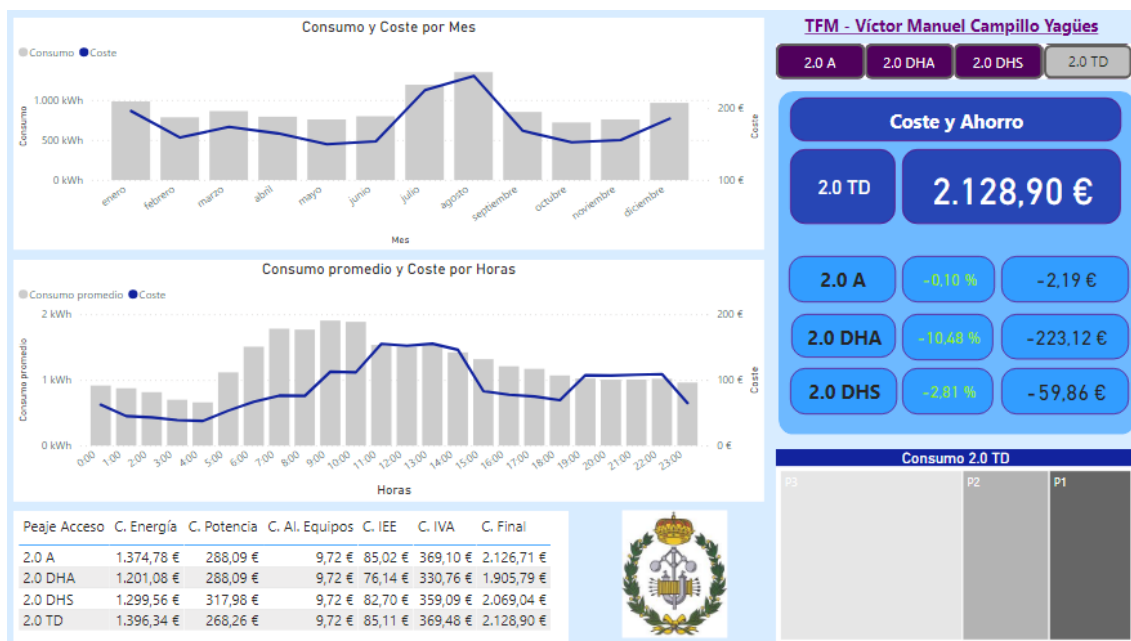 Consumo y Coste por Mes
Consumo Coste
Consumo
1.000 kWh
500 kWh
0 kWh
200 €
100 €
Coste
enero febrero marzo abril mayo junio julio agosto septiembre octubre noviembre diciembre
Mes
Consumo promedio y Coste por Horas
Consumo promedio Coste
Consumo promedio
2 kWh
1 kWh
0 kWh
200 €
100 €
0 €
Coste
0:00 1:00 2:00 3:00 4:00 5:00 6:00 7:00 8:00 9:00 10:00 11:00 12:00 13:00 14:00 15:00 16:00 17:00 18:00 19:00 20:00 21:00 22:00 23:00
Horas
Peaje Acceso C. Energía C. Potencia C. Al. Equipos C. IEE C. IVA C. Final
2.0 A 1.374,78 € 288,09 € 9,72 € 85,02 € 369,10 € 2.126,71 €
2.0 DHA 1.201,08 € 288,09 € 9,72 € 76,14 € 330,76 € 1.905,79 €
2.0 DHS 1.299,56 € 317,98 € 9,72 € 82,70 € 359,09 € 2.069,04 €
2.0 TD 1.396,34 € 268,26 € 9,72 € 85,11 € 369,48 € 2.128,90 €
TFM - Víctor Manuel Campillo Yagües
2.0 A 2.0 DHA 2.0 DHS 2.0 TD
Coste y Ahorro
2.0 TD 2.128,90 €
2.0 A -0,10 % -2,19 €
2.0 DHA -10,48 % -223,12 €
2.0 DHS -2,81 % -59,86 €
Consumo 2.0 TD
P3 P2 P1